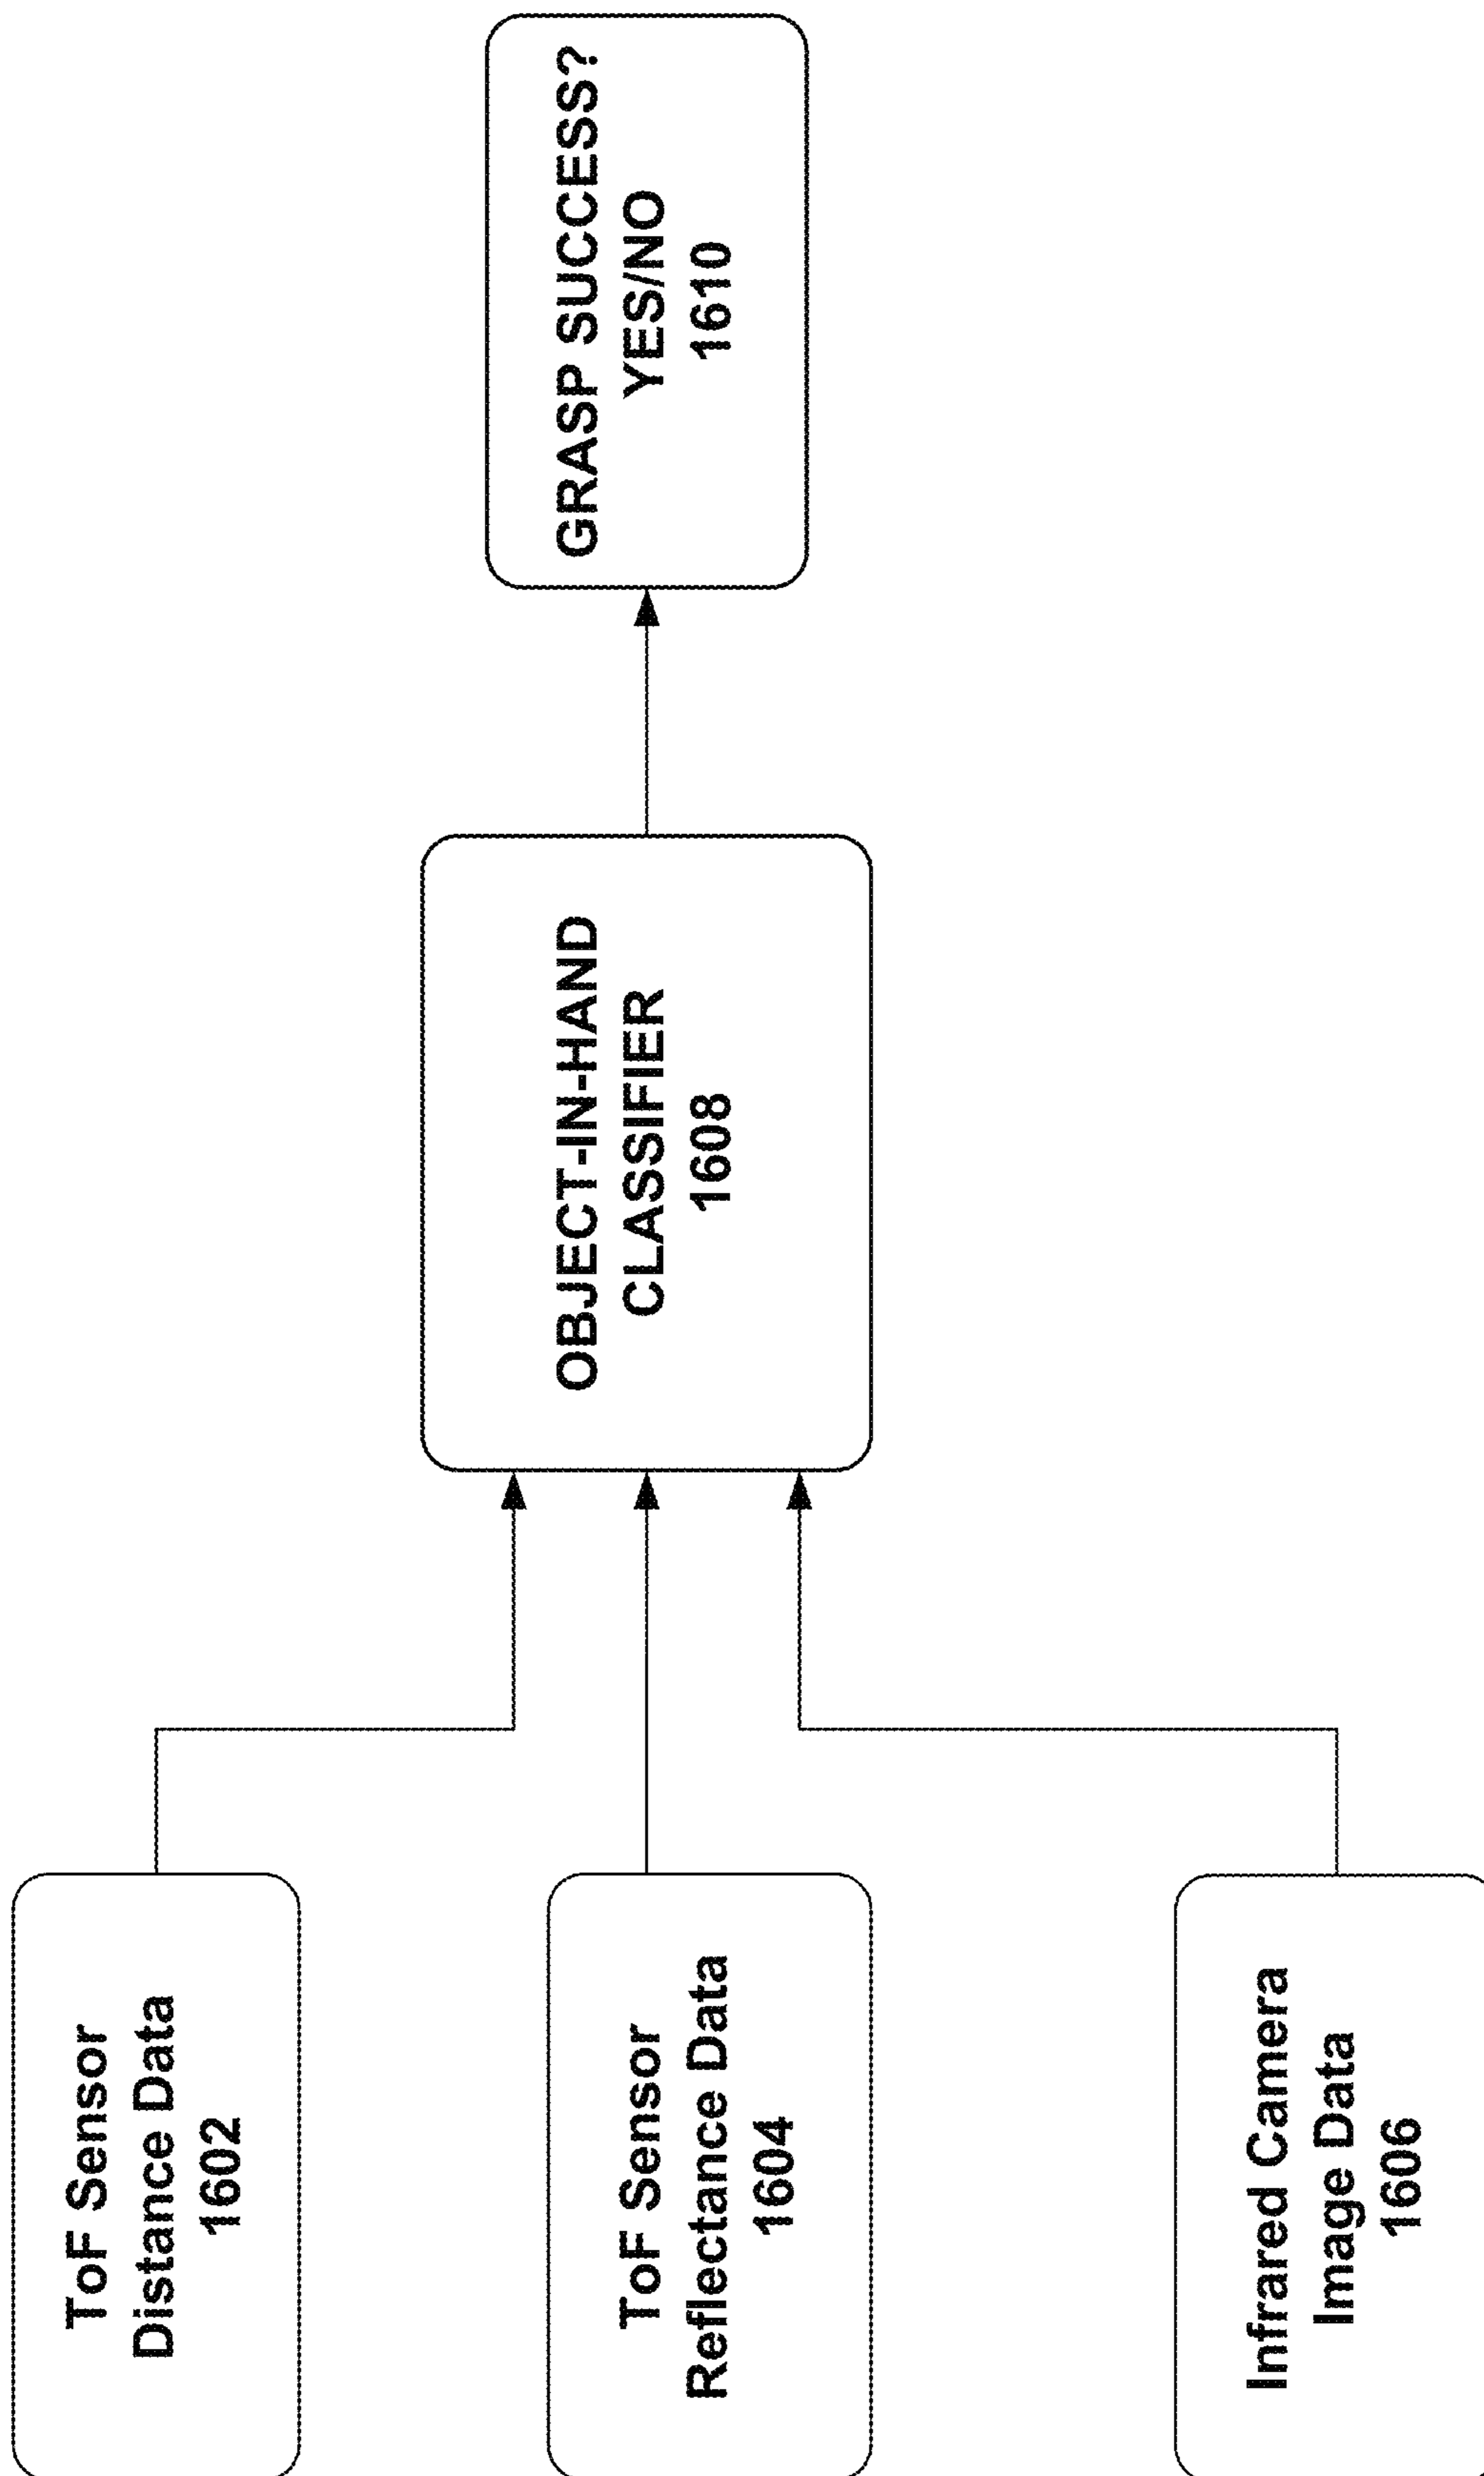 ToF Sensor
Distance Data
1602
ToF Sensor
Reflectance Data
1604
Infrared Camera
Image Data
1606
OBJECT-IN-HAND
CLASSIFIER
1608
GRASP SUCCESS?
YES/NO
1610